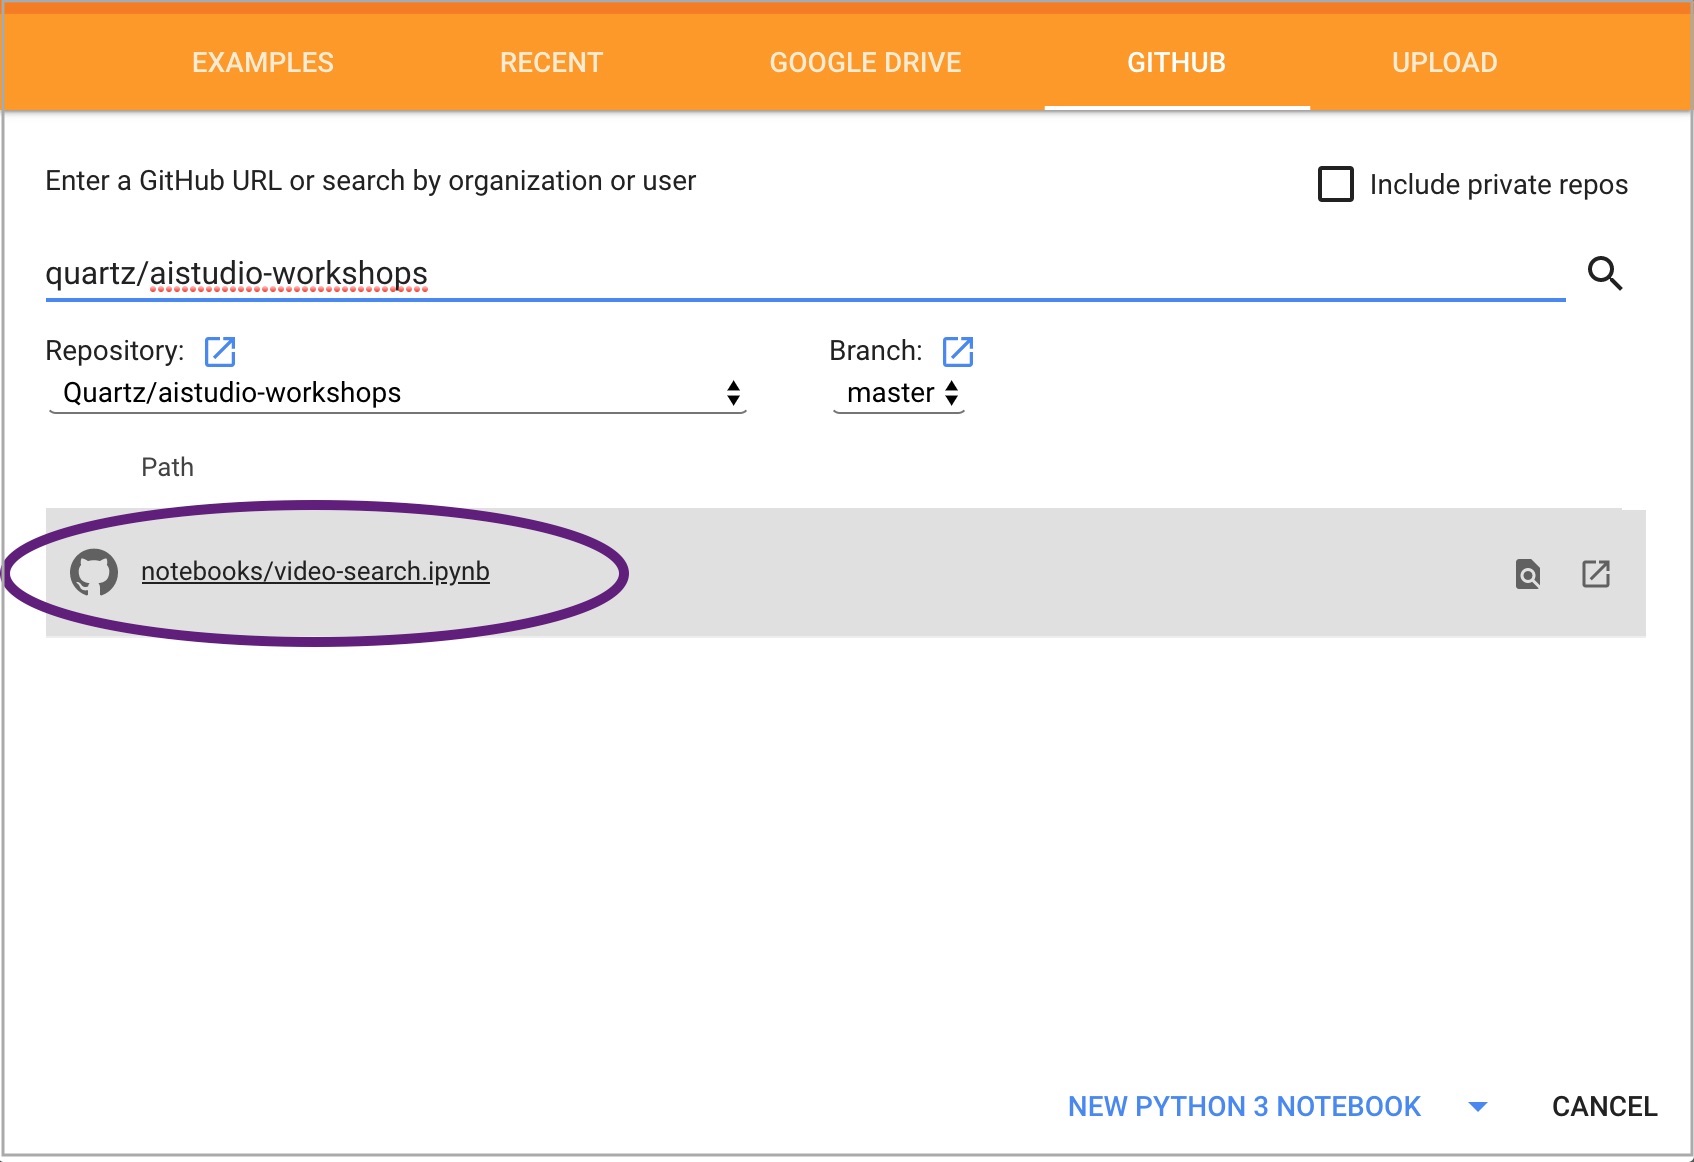 EXAMPLES RECENT GOOGLE DRIVE GITHUB UPLOAD
Enter a GitHub URL or search by organization or user
Include private repos
quartz/aistudio-workshops
Repository: Branch:
Quartz/aistudio-workshops master
Path
notebooks/video-search.ipynb
NEW PYTHON 3 NOTEBOOK CANCEL